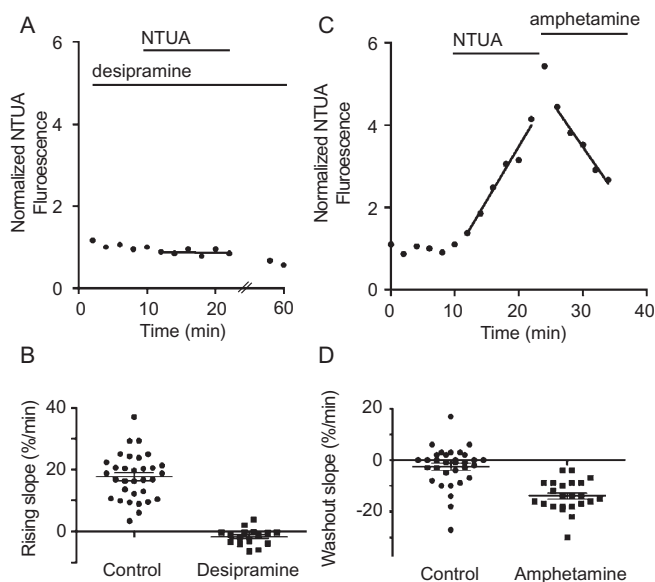 A
NTUA
desipramine
Normalized NTUA
Fluroescence
6
4
2
0
0
10
20
60
Time (min)
C
amphetamine
NTUA
Normalized NTUA
Fluroescence
6
4
2
0
0
10
20
30
40
Time (min)
B
Rising slope (%/min)
40
20
0
Control
Desipramine
D
Washout slope (%/min)
20
0
-20
Control
Amphetamine